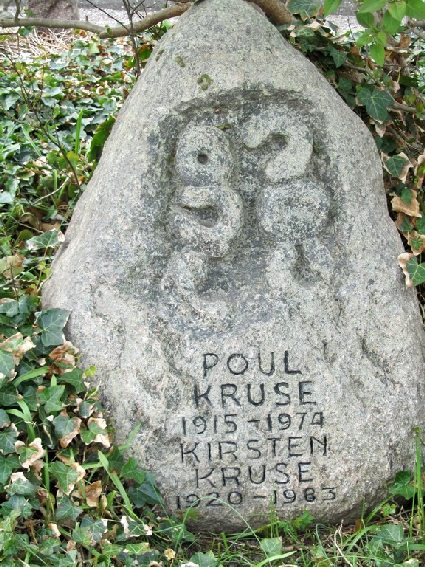 POUL
KRUSE
1915-1974
KIRSTEN
KRUSE
1920-1983